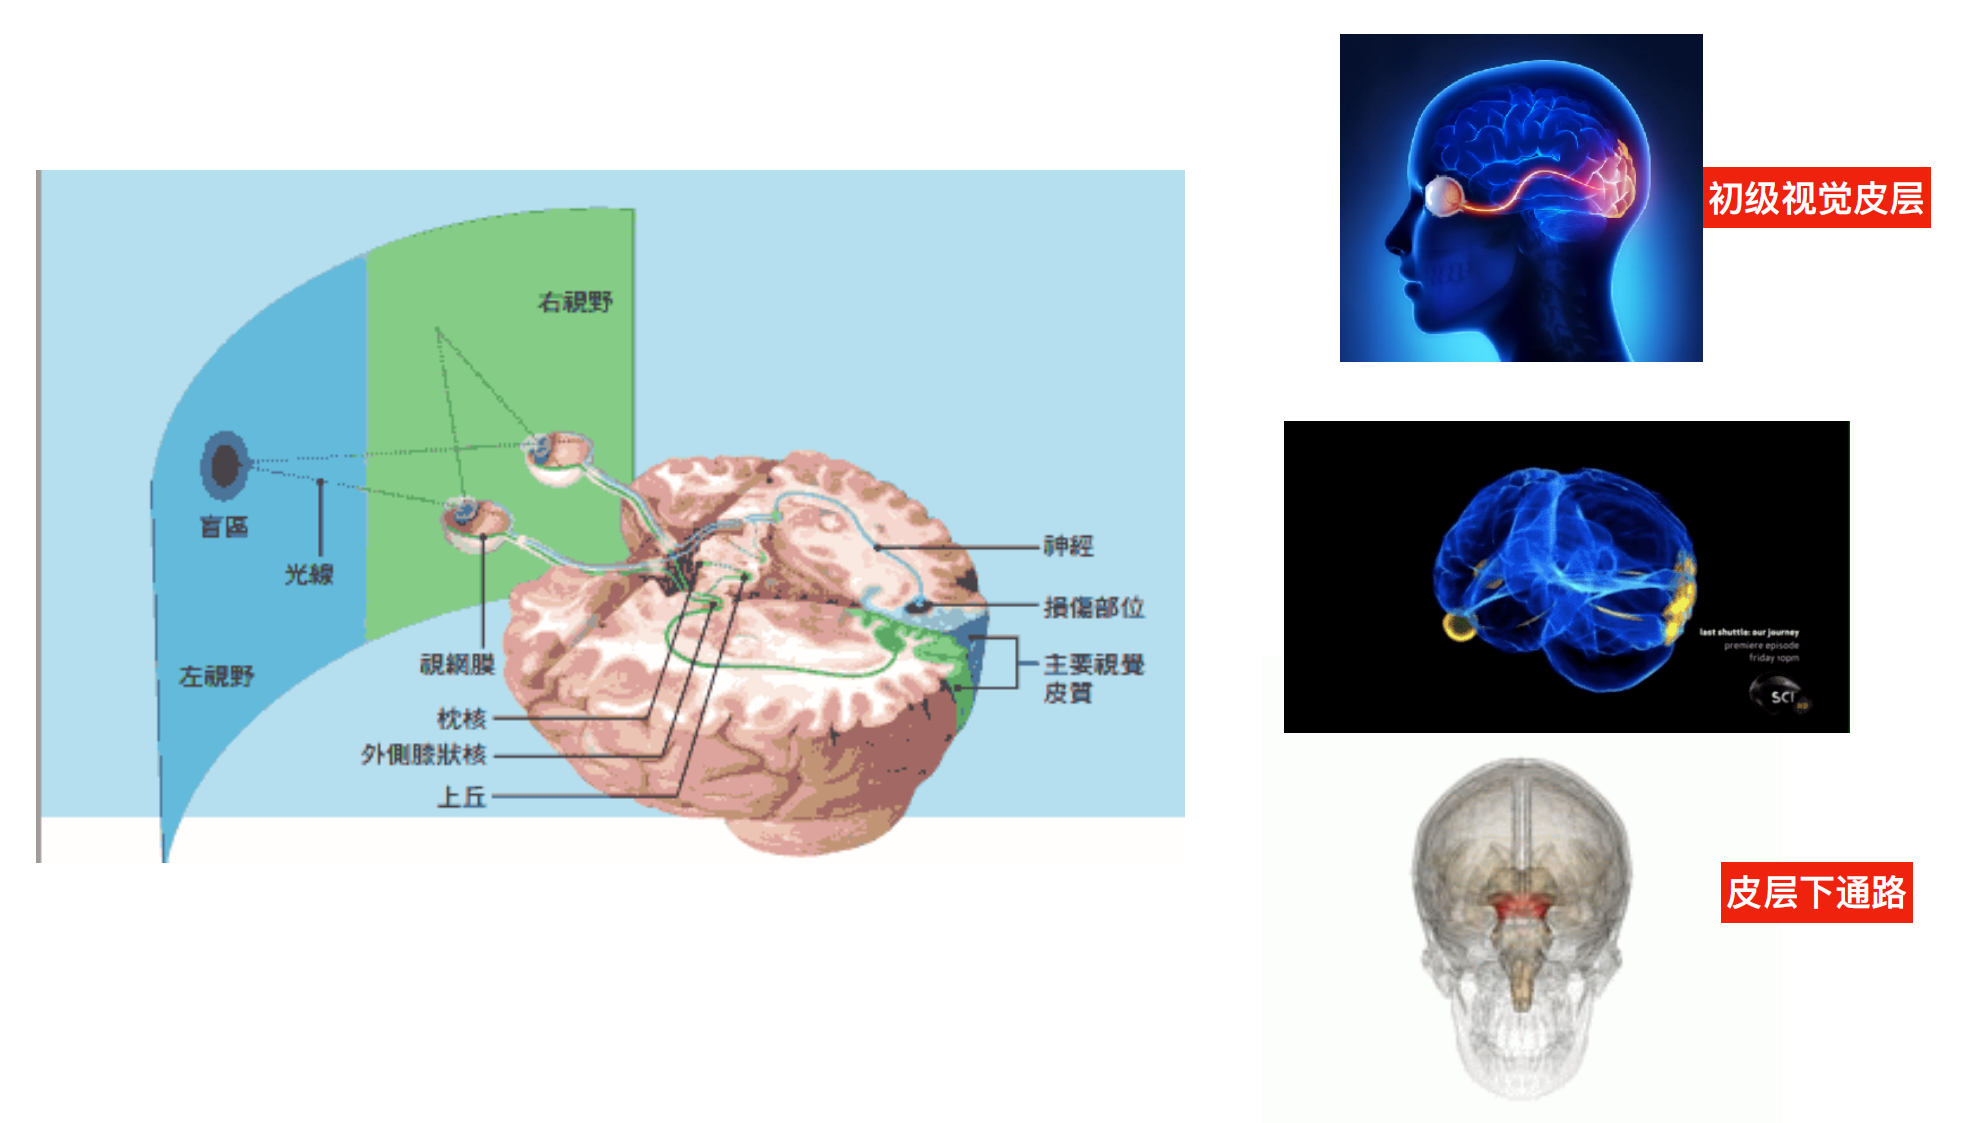 右視野
盲區
光線
左視野
視網膜
枕核
外側膝狀核
上丘
神經
損傷部位
主要視覺
皮質
初级视觉皮层
last shuttle: our journey
premiere episode
friday 10pm
SCI
HD
皮层下通路